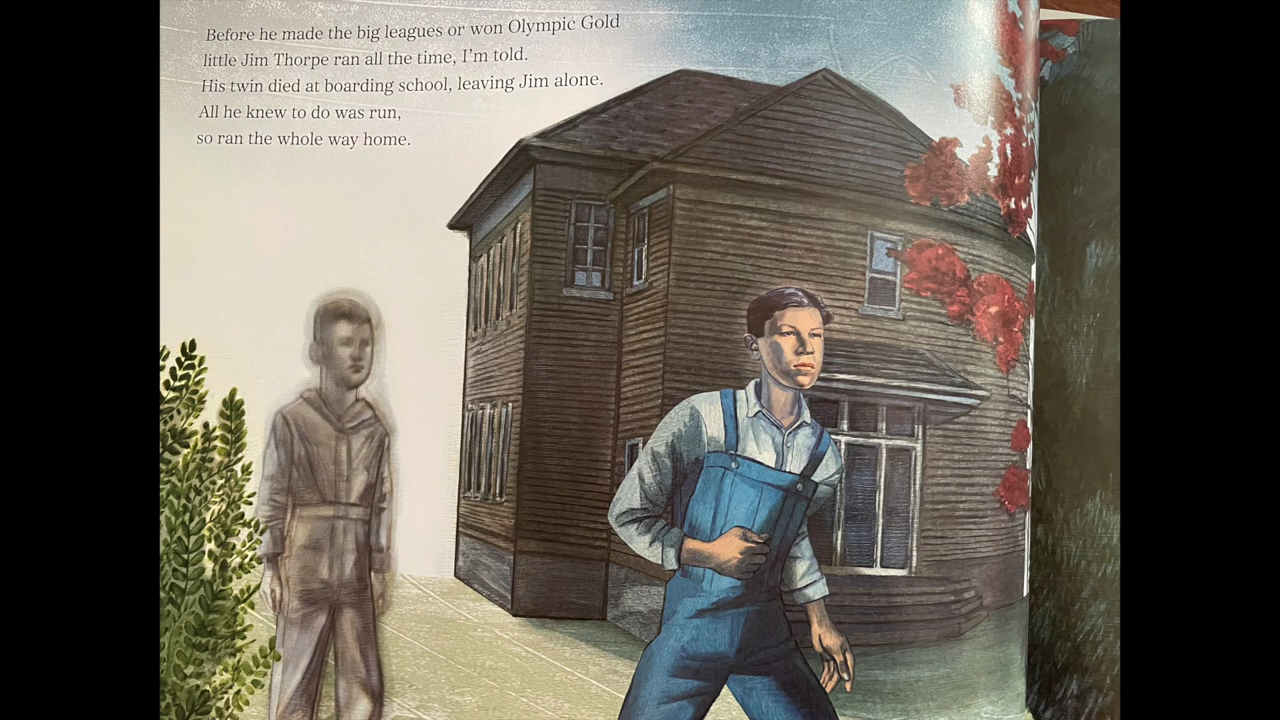 Before he made the big leagues or won Olympic Gold
little Jim Thorpe ran all the time, I'm told.
His twin died at boarding school, leaving Jim alone.
All he knew to do was run,
so ran the whole way home.